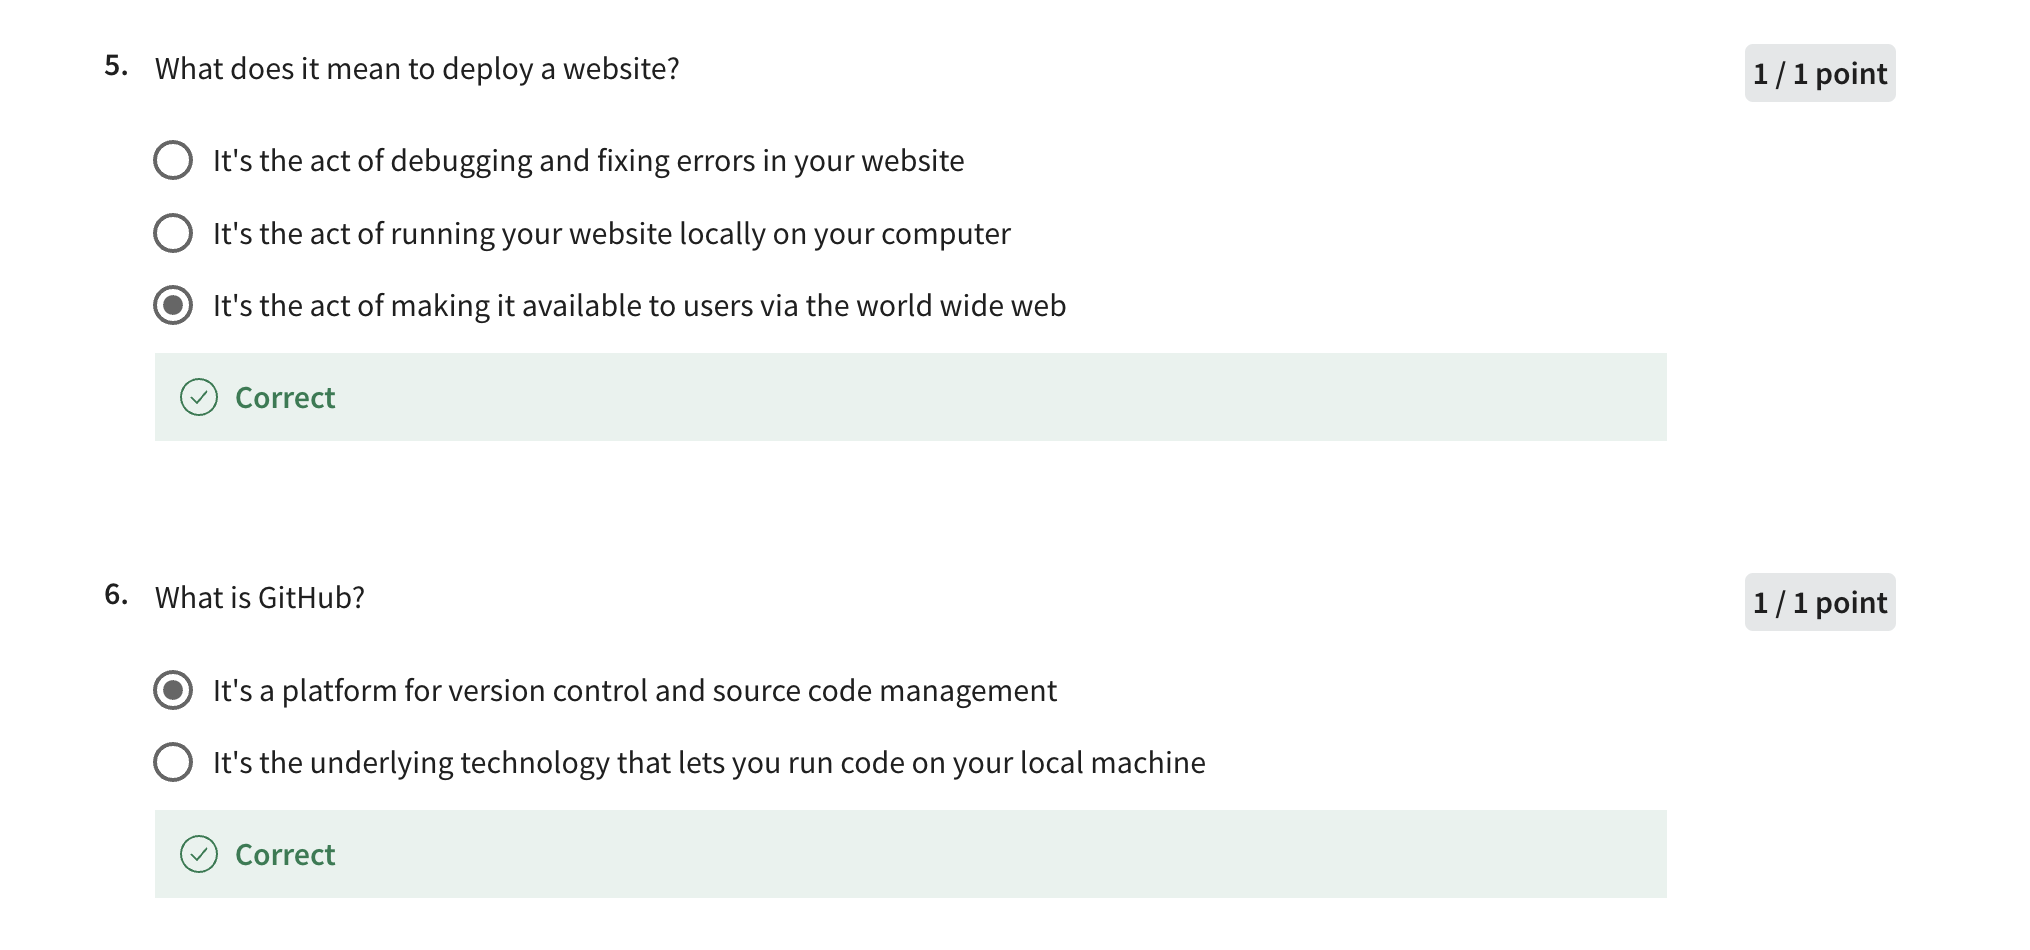 5. What does it mean to deploy a website?
1 / 1 point
It's the act of debugging and fixing errors in your website
It's the act of running your website locally on your computer
It's the act of making it available to users via the world wide web
Correct
6. What is GitHub?
1 / 1 point
It's a platform for version control and source code management
It's the underlying technology that lets you run code on your local machine
Correct